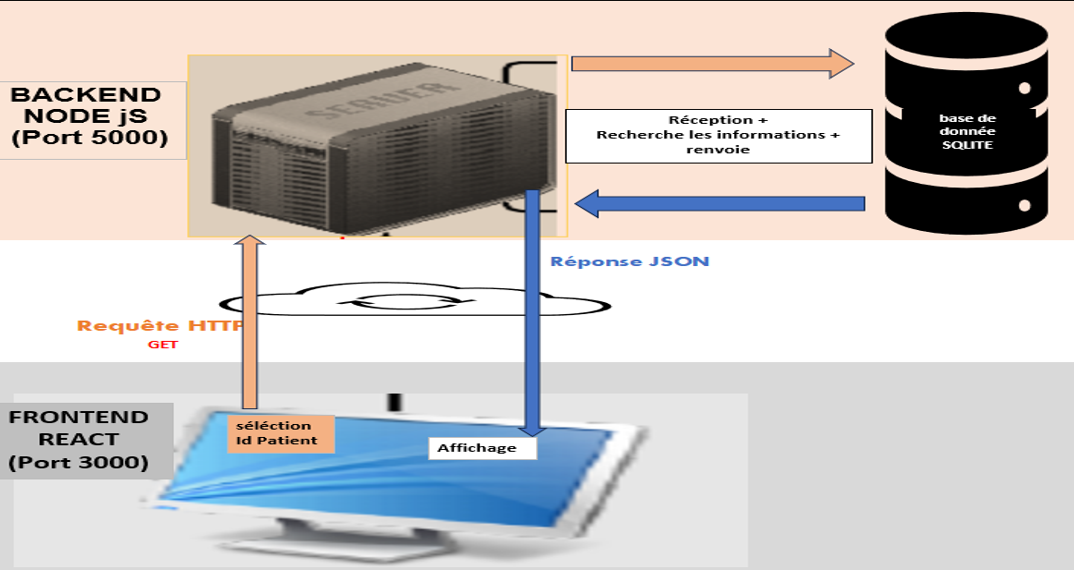 BACKEND
NODE jS
(Port 5000)
SERVER
Réception +
Recherche les informations +
renvoie
base de
donnée
SQLITE
Réponse JSON
Requête HTTP
GET
FRONTEND
REACT
(Port 3000)
séléction
Id Patient
Affichage